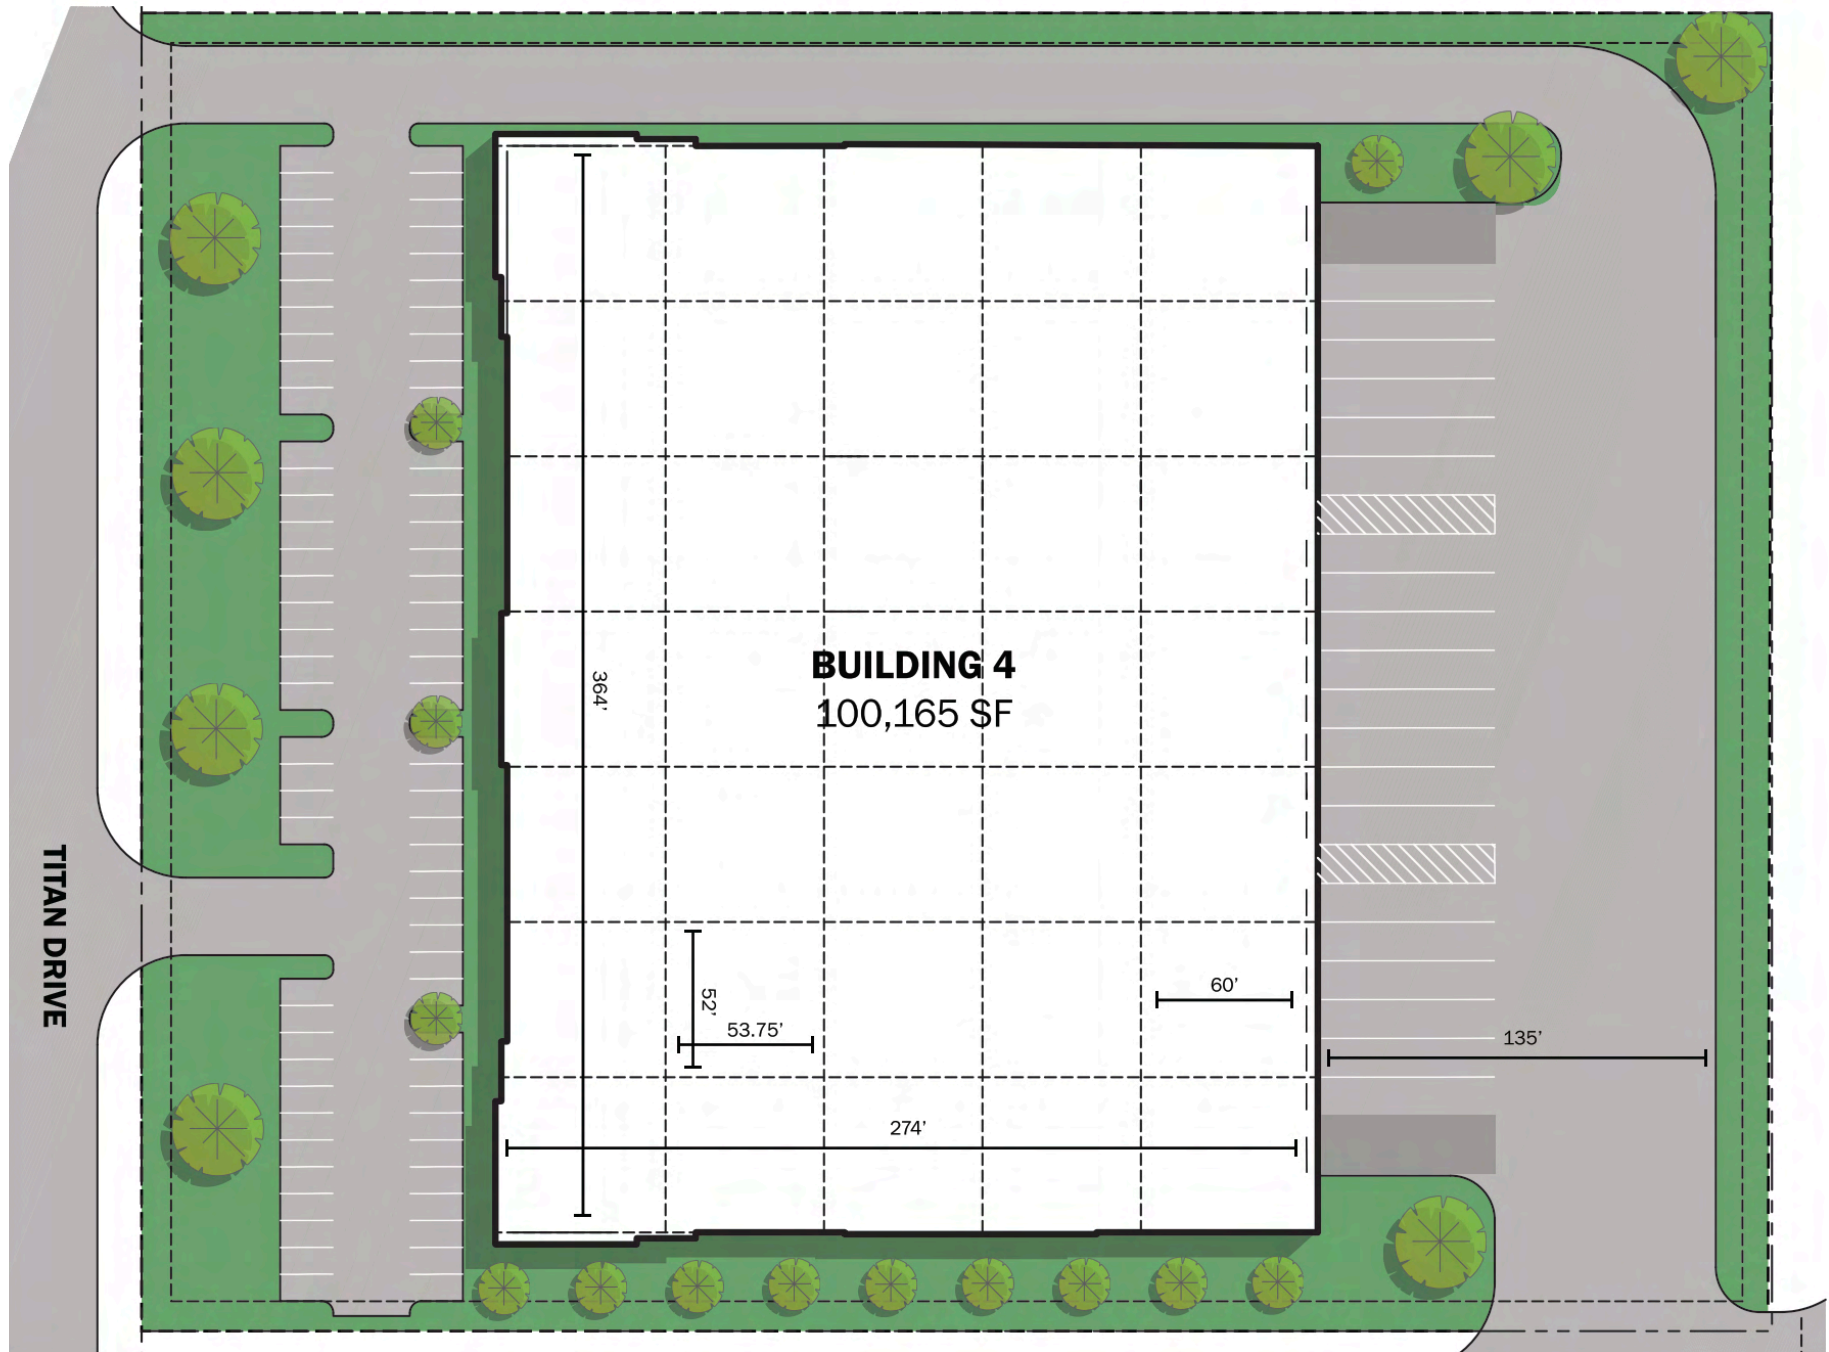 364'
BUILDING 4
100,165 SF
TITAN DRIVE
52'
53.75'
60'
135'
274'